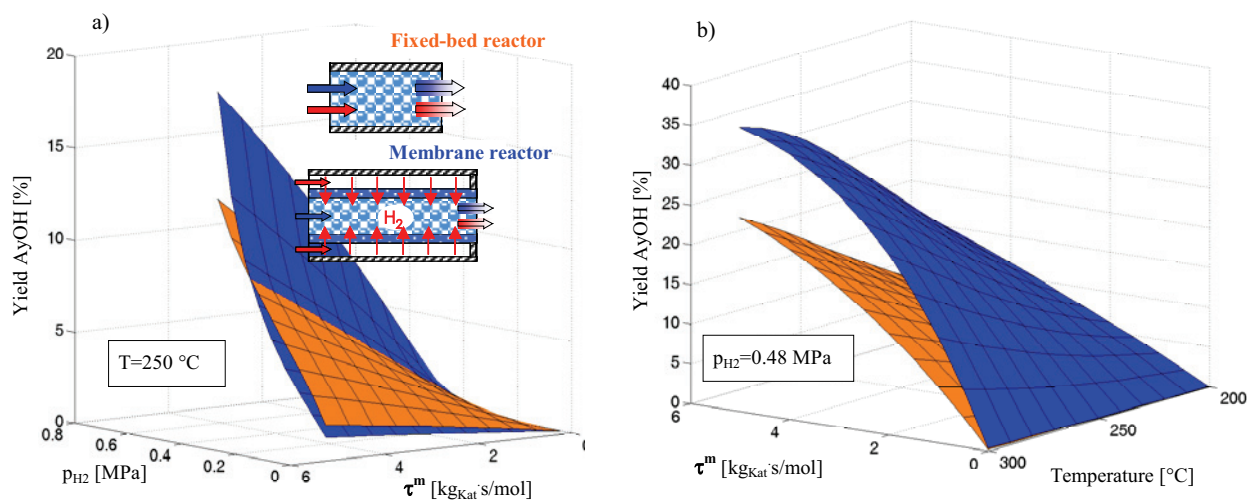 a)
Fixed-bed reactor
Membrane reactor
H2
Yield AyOH [%]
20
15
10
5
0
T=250 °C
0.8
0.6
0.4
0.2
0
pH2 [MPa]
6
4
2
0
τm [kgKat·s/mol]
b)
Yield AyOH [%]
40
35
30
25
20
15
10
5
0
pH2=0.48 MPa
6
4
2
0
τm [kgKat·s/mol]
300
250
200
Temperature [°C]